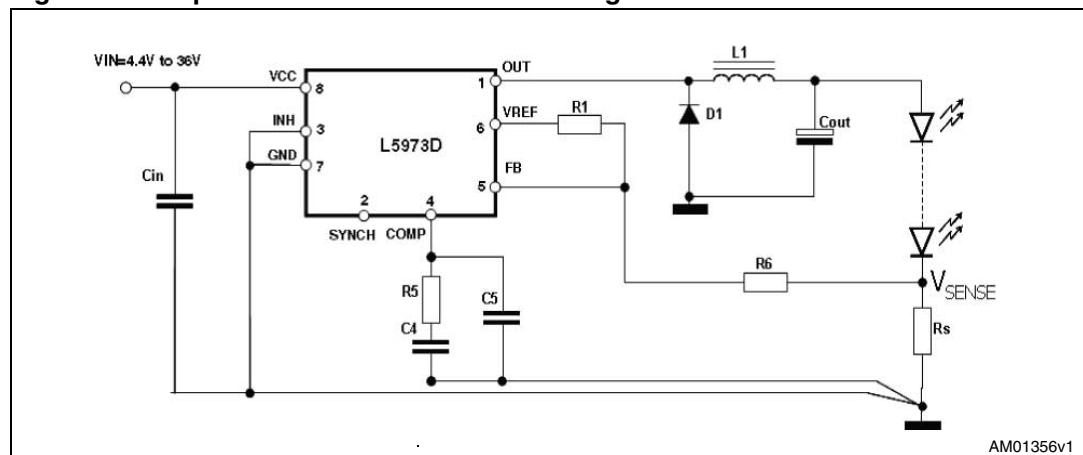 VIN=4.4V to 36V
VCC
8
INH
3
GND
7
L5973D
OUT
1
VREF
6
FB
5
2
SYNCH
4
COMP
R1
L1
D1
Cout
Cin
R5
C4
C5
R6
VSENSE
Rs
AM01356v1